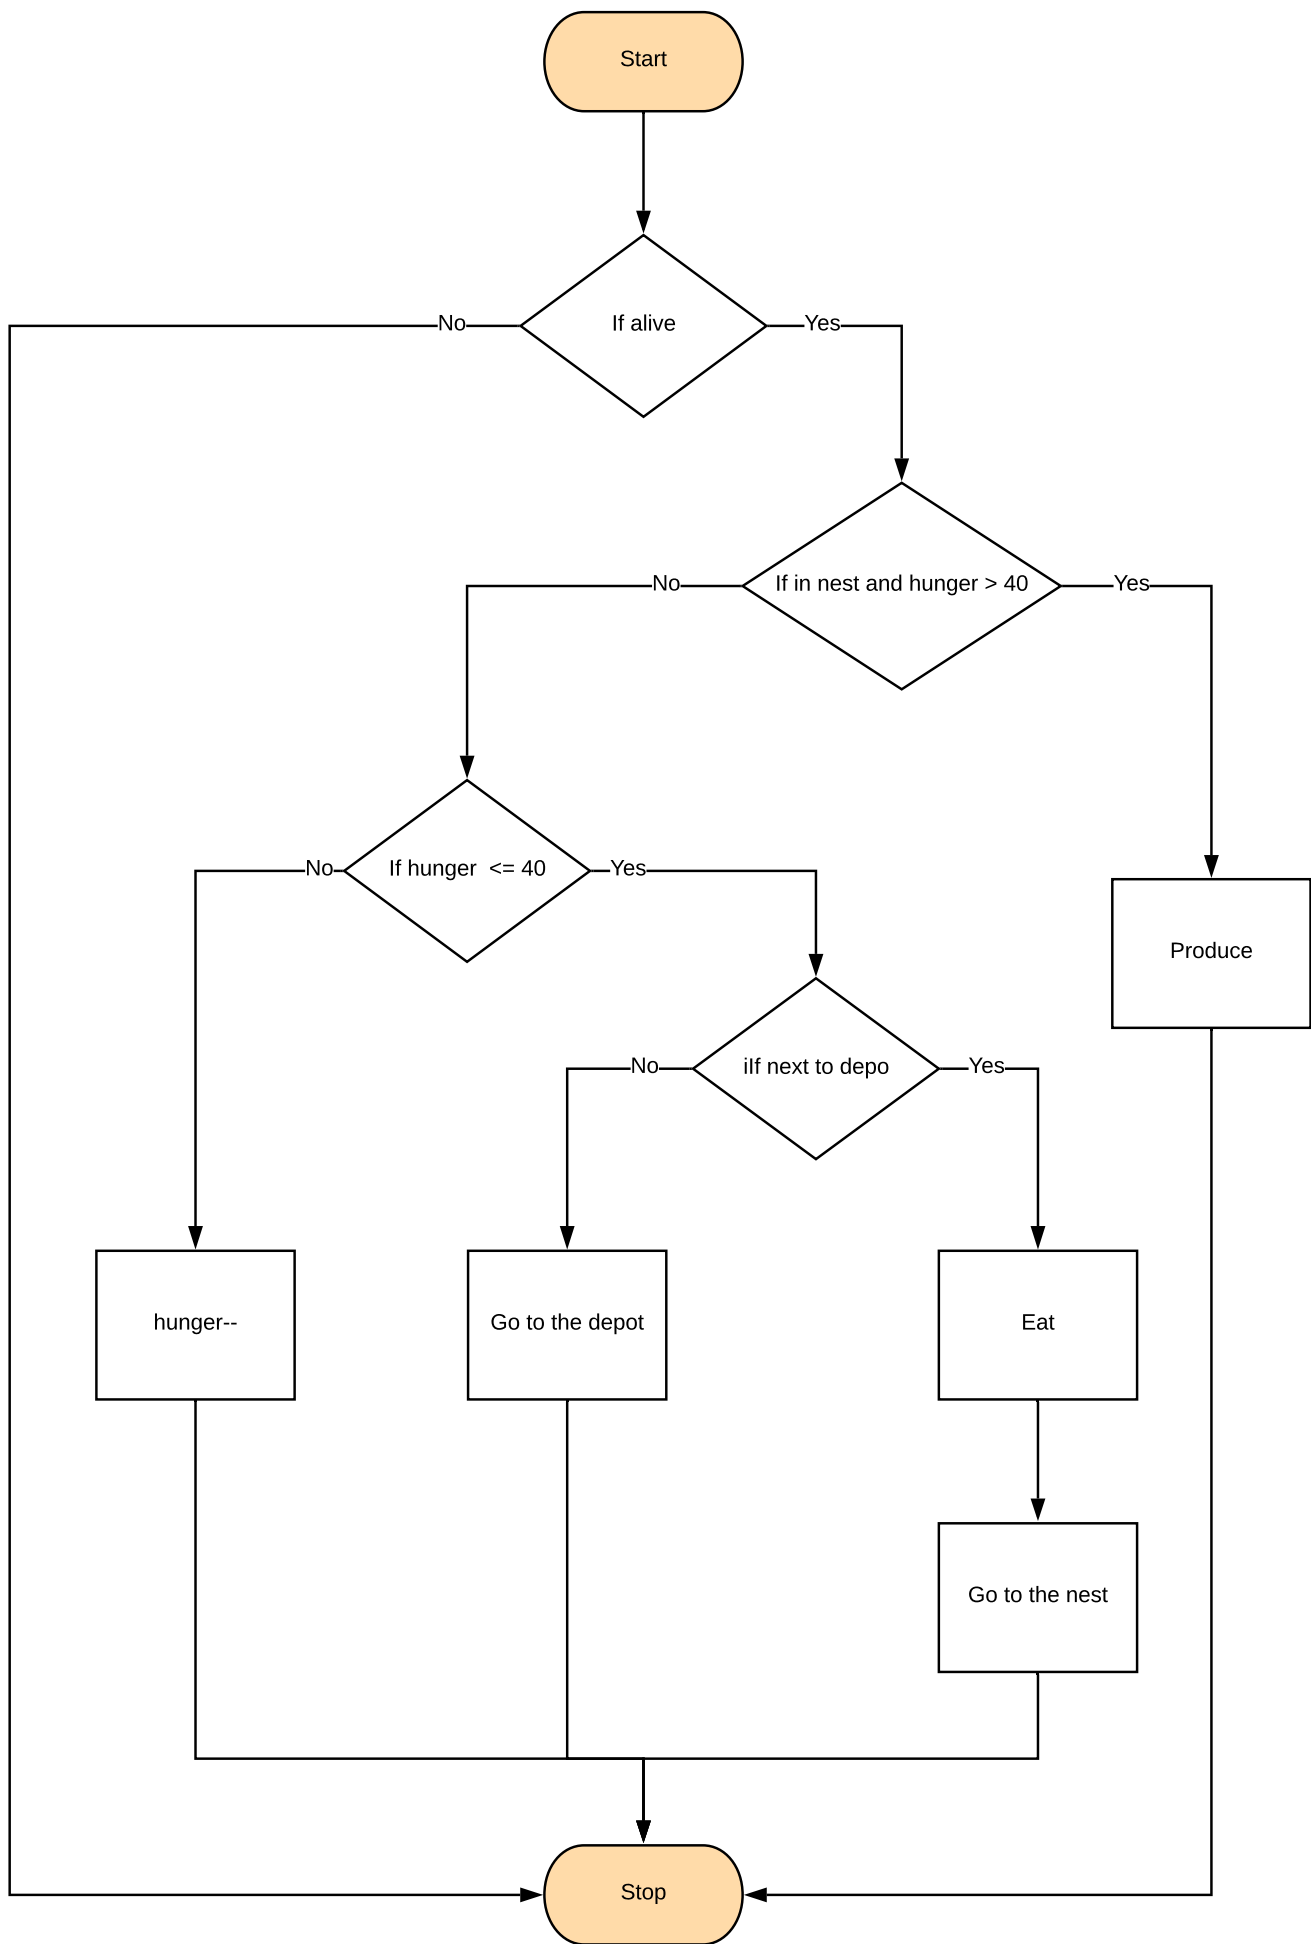 Start
If alive
No
Yes
If in nest and hunger > 40
No
Yes
If hunger  <= 40
No
Yes
Produce
iIf next to depo
No
Yes
hunger--
Go to the depot
Eat
Go to the nest
Stop